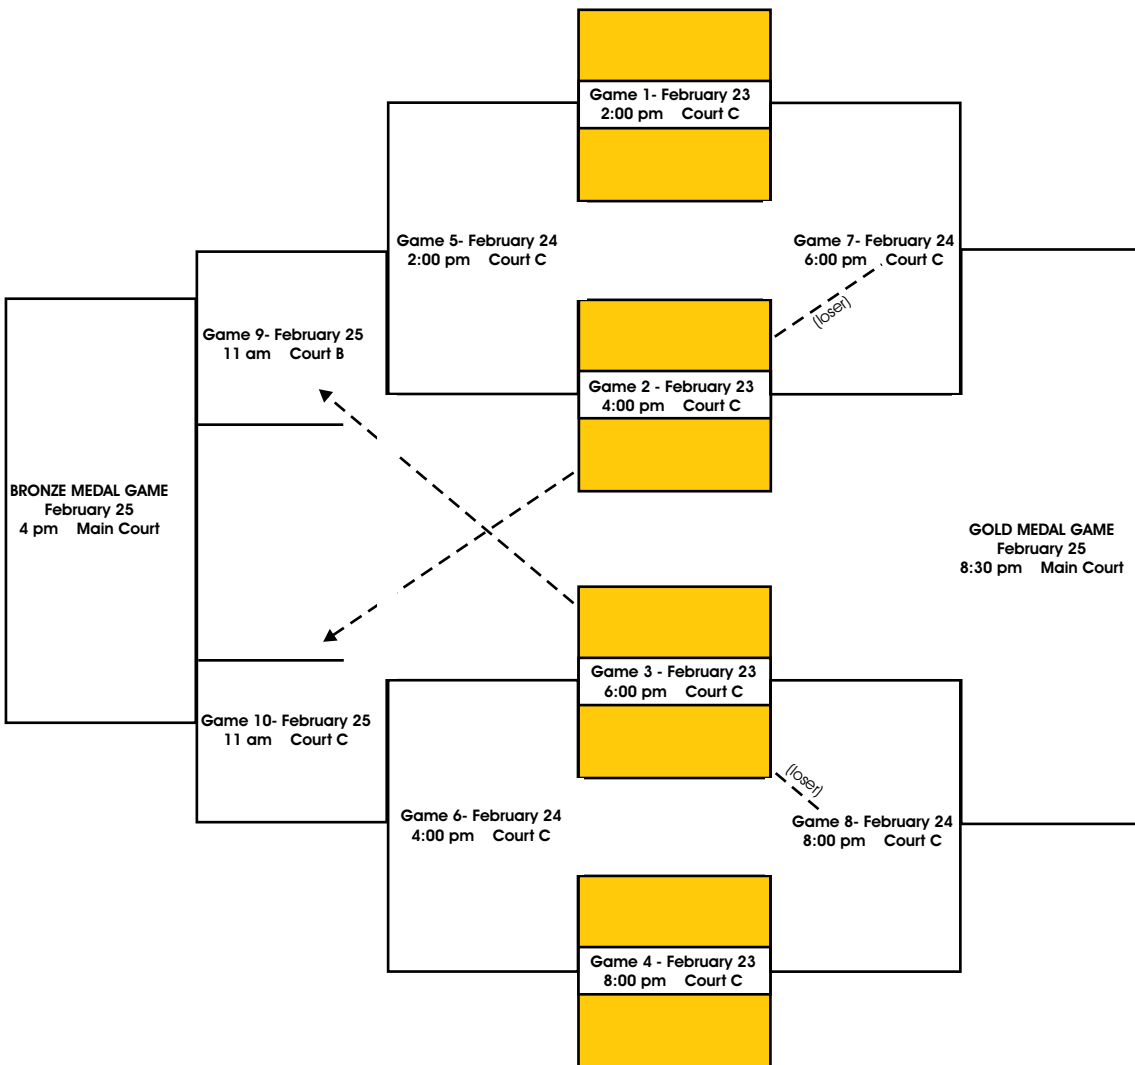 Game 1- February 23
2:00 pm Court C
Game 5- February 24
2:00 pm Court C
Game 7- February 24
6:00 pm Court C
(loser)
Game 9- February 25
11 am Court B
Game 2 - February 23
4:00 pm Court C
BRONZE MEDAL GAME
February 25
4 pm Main Court
GOLD MEDAL GAME
February 25
8:30 pm Main Court
Game 3 - February 23
6:00 pm Court C
Game 10- February 25
11 am Court C
(loser)
Game 6- February 24
4:00 pm Court C
Game 8- February 24
8:00 pm Court C
Game 4 - February 23
8:00 pm Court C